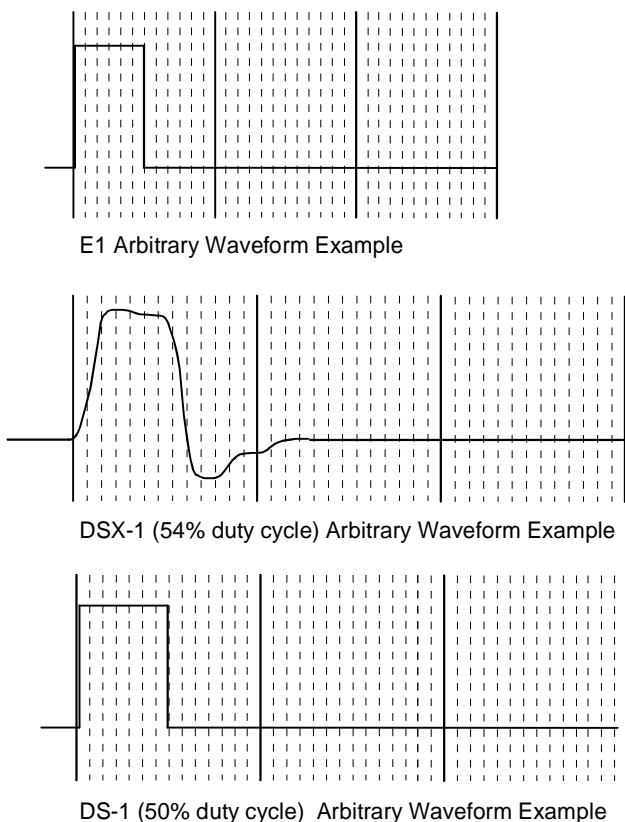 E1 Arbitrary Waveform Example
DSX-1 (54% duty cycle) Arbitrary Waveform Example
DS-1 (50% duty cycle) Arbitrary Waveform Example